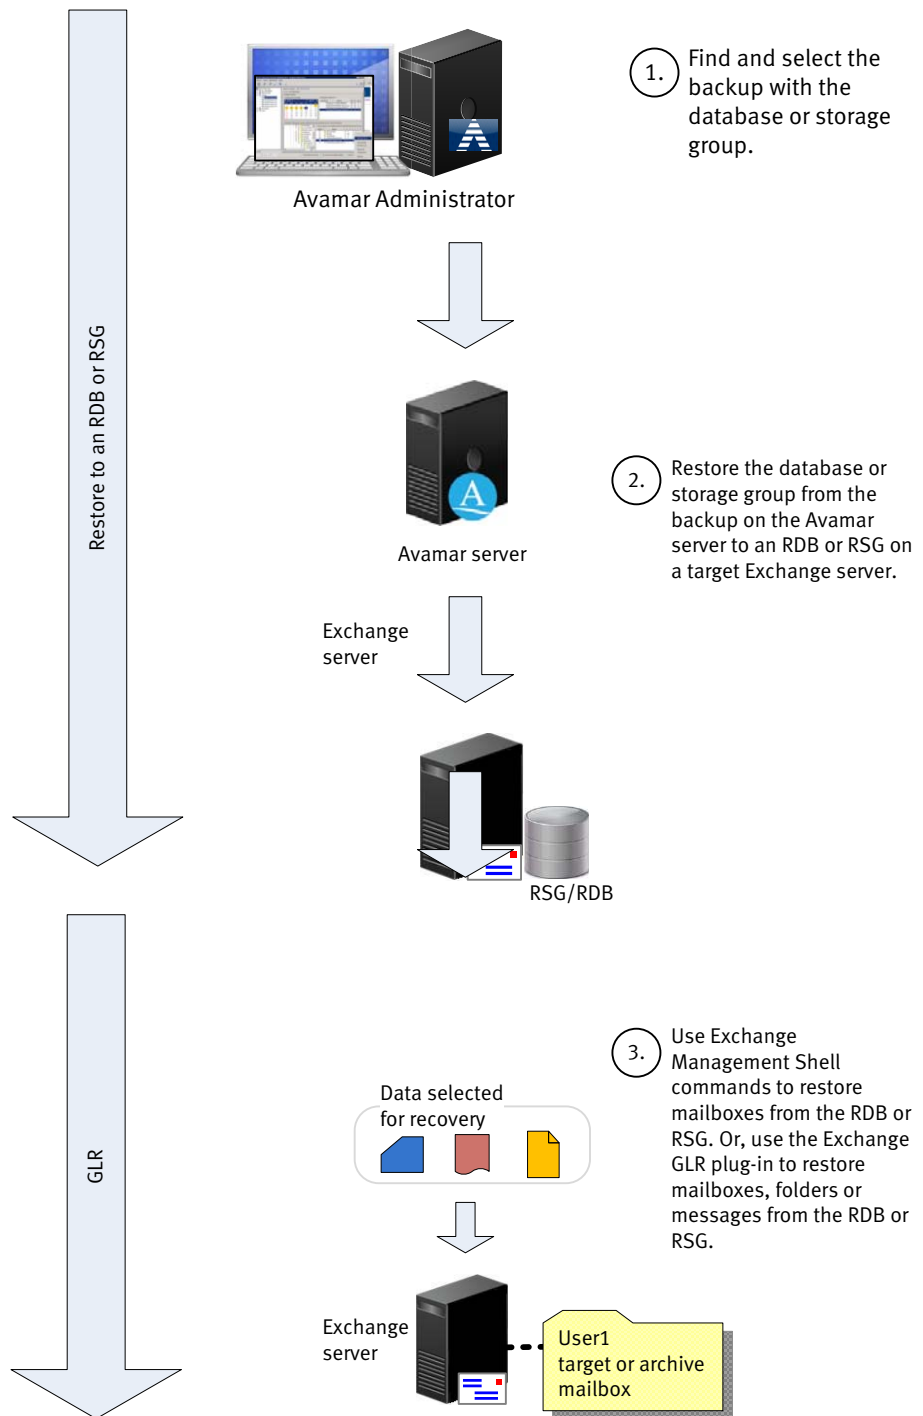 1.
Find and select the
backup with the
database or storage
group.
Avamar Administrator
Restore to an RDB or RSG
Avamar server
2.
Restore the database or
storage group from the
backup on the Avamar
server to an RDB or RSG on
a target Exchange server.
Exchange
server
RSG/RDB
GLR
3.
Use Exchange
Management Shell
commands to restore
mailboxes from the RDB or
RSG. Or, use the Exchange
GLR plug-in to restore
mailboxes, folders or
messages from the RDB or
RSG.
Data selected
for recovery
Exchange
server
User1
target or archive
mailbox